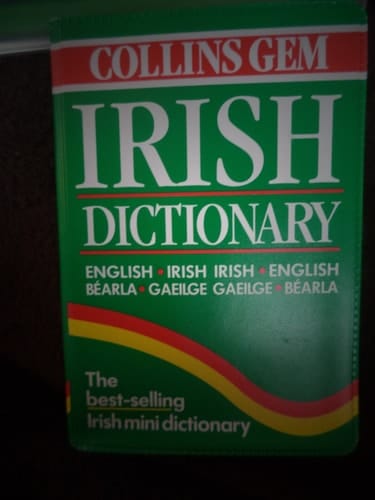 COLLINS GEM
IRISH
DICTIONARY
ENGLISH • IRISH IRISH • ENGLISH
BÉARLA • GAEILGE GAEILGE • BÉARLA
The
best-selling
Irish mini dictionary